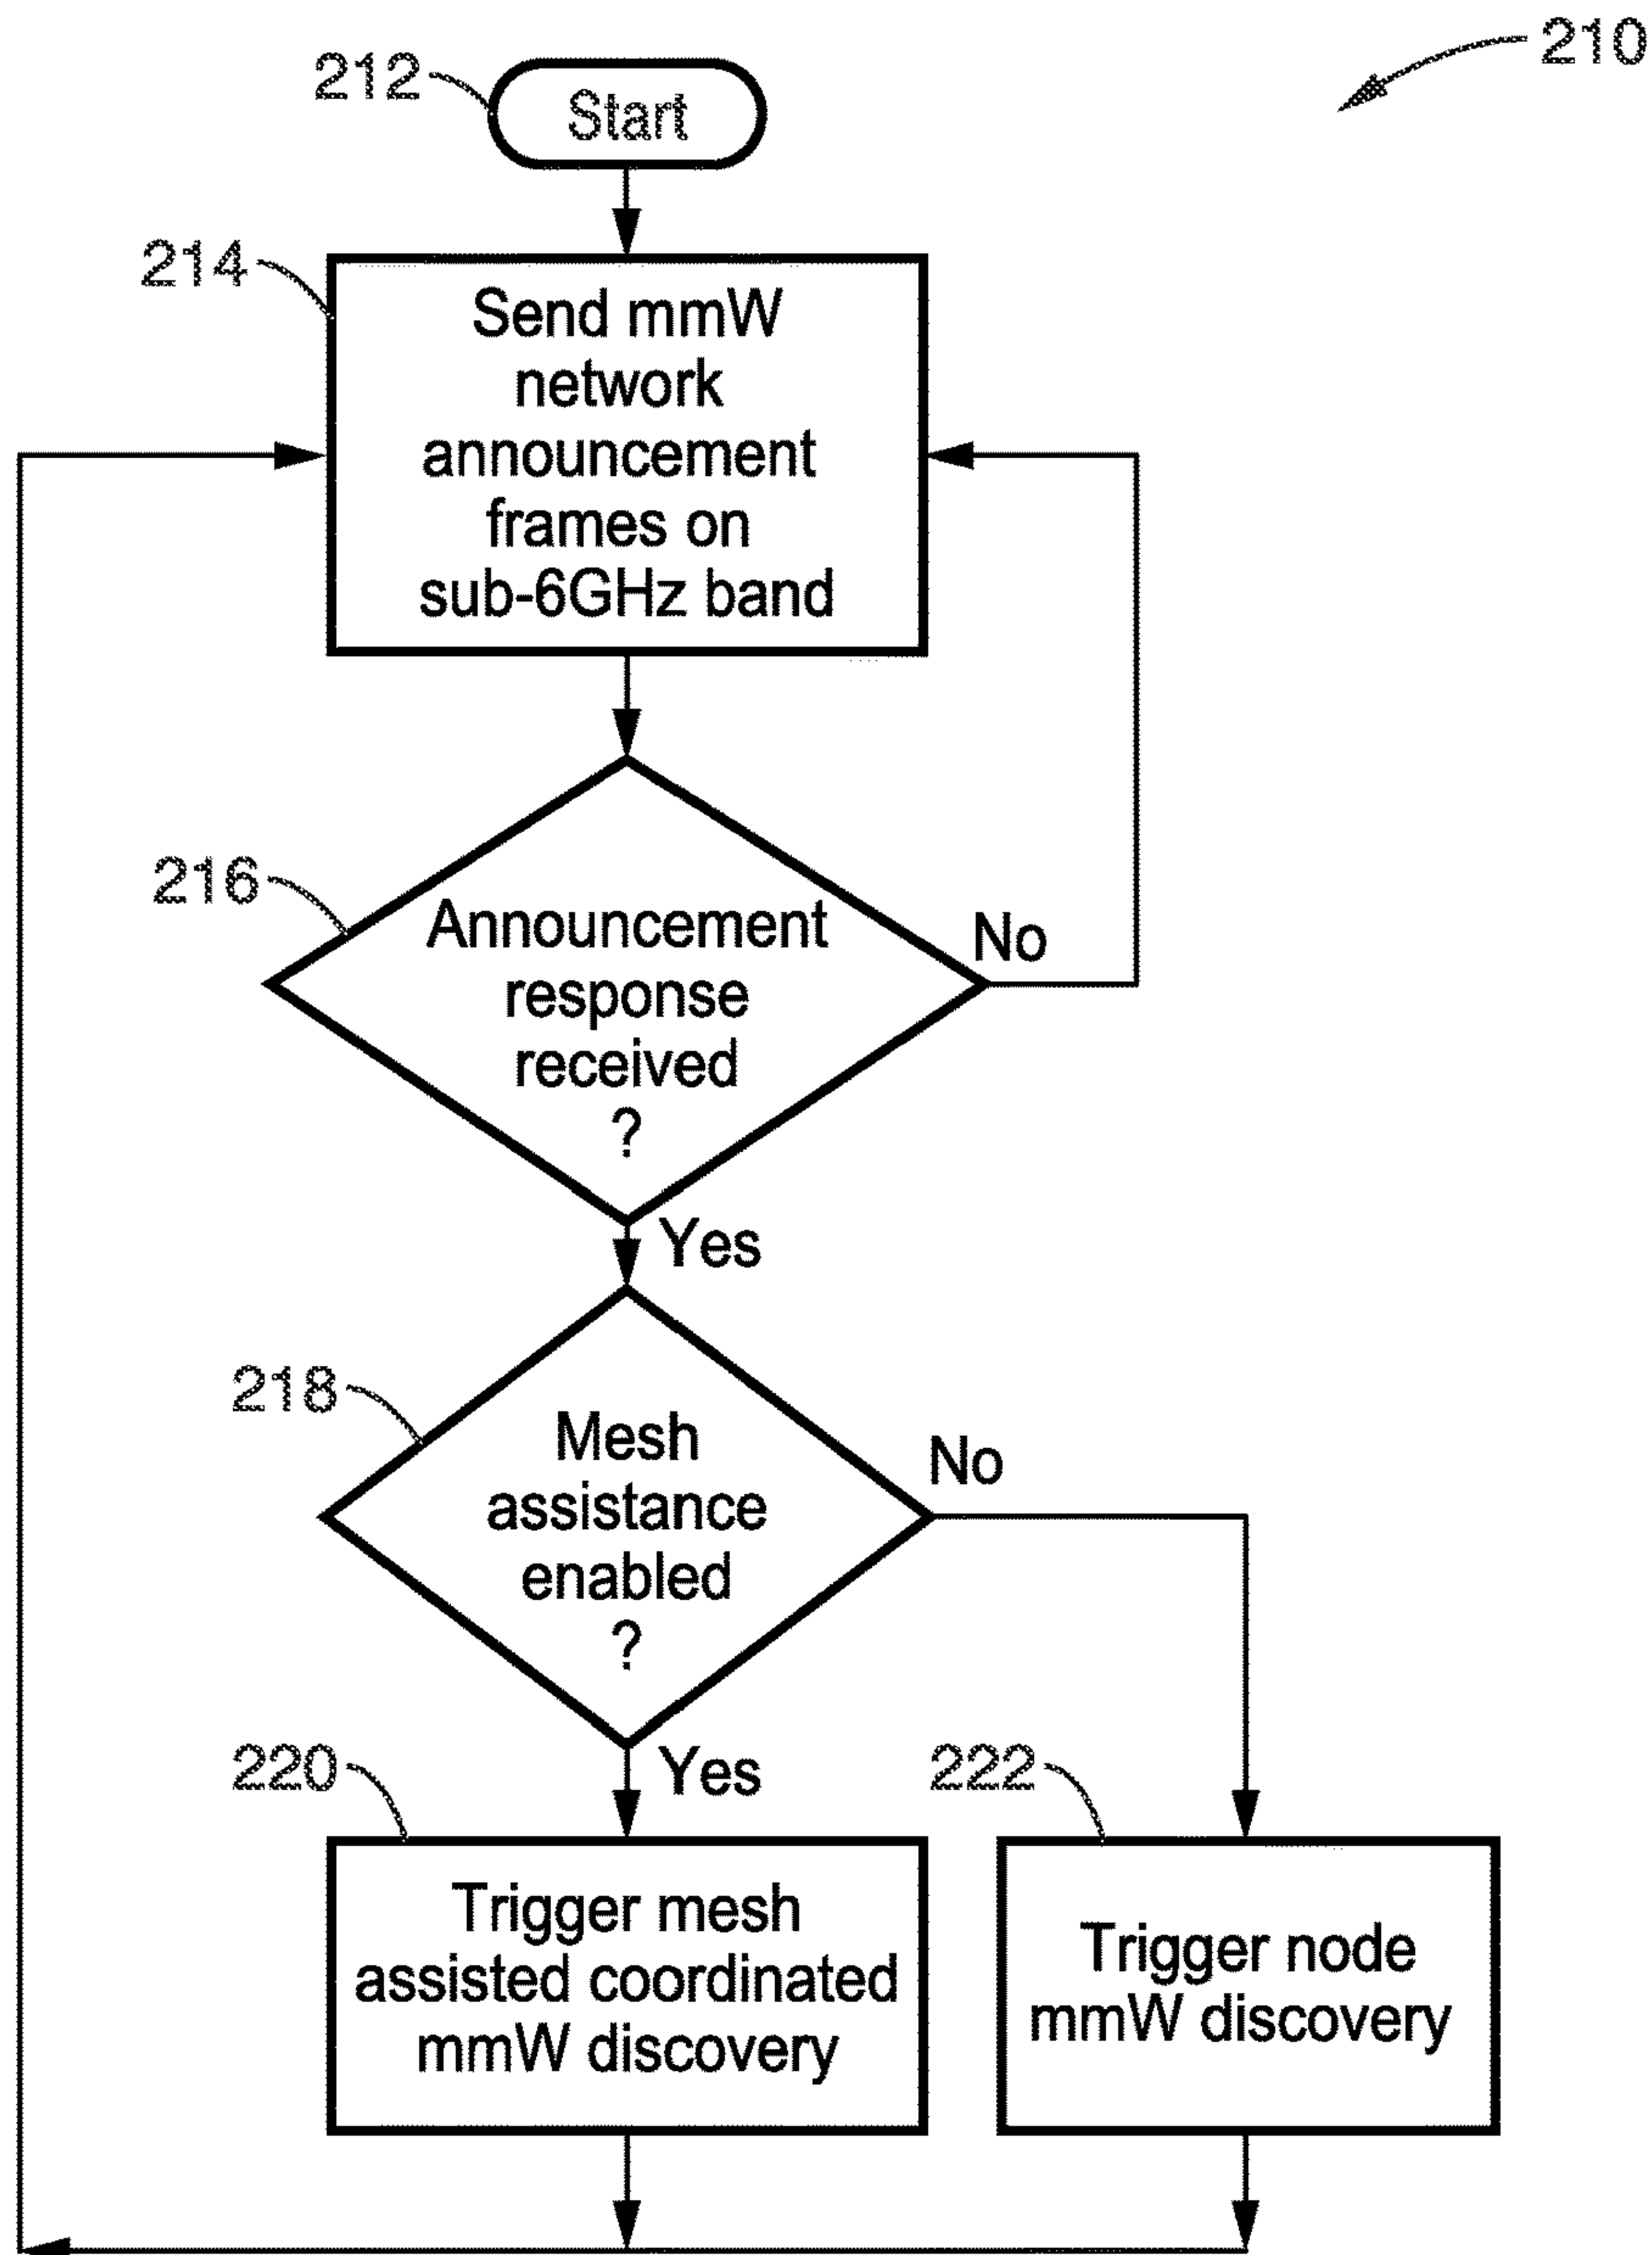 210
212
Start
214
Send mmW
network
announcement
frames on
sub-6GHz band
216
Announcement
response
received
?
No
Yes
218
Mesh
assistance
enabled
?
No
Yes
220
Trigger mesh
assisted coordinated
mmW discovery
222
Trigger node
mmW discovery